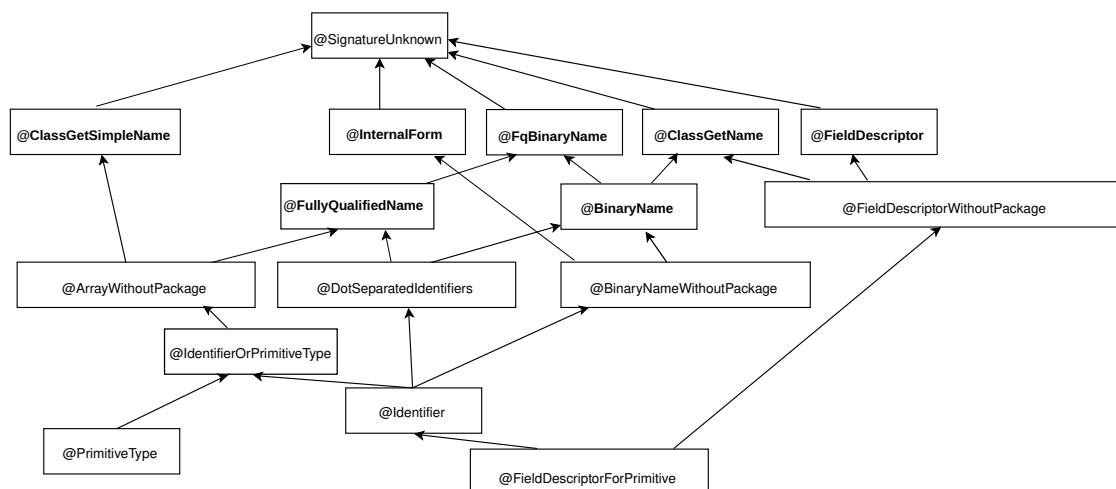 @SignatureUnknown
@ClassGetSimpleName
@InternalForm
@FqBinaryName
@ClassGetName
@FieldDescriptor
@FullyQualifiedName
@BinaryName
@FieldDescriptorWithoutPackage
@ArrayWithoutPackage
@DotSeparatedIdentifiers
@BinaryNameWithoutPackage
@IdentifierOrPrimitiveType
@Identifier
@PrimitiveType
@FieldDescriptorForPrimitive